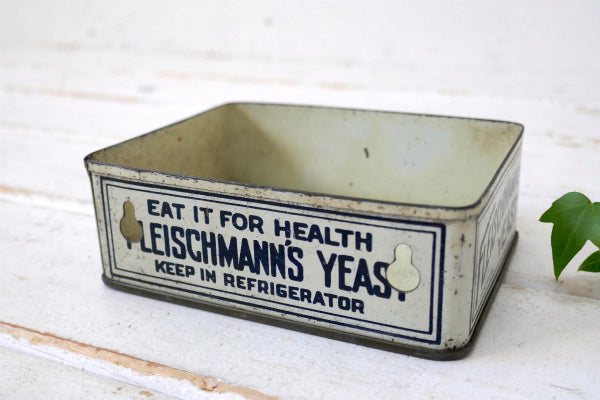 EAT IT FOR HEALTH
FLEISCHMANN'S YEAST
KEEP IN REFRIGERATOR